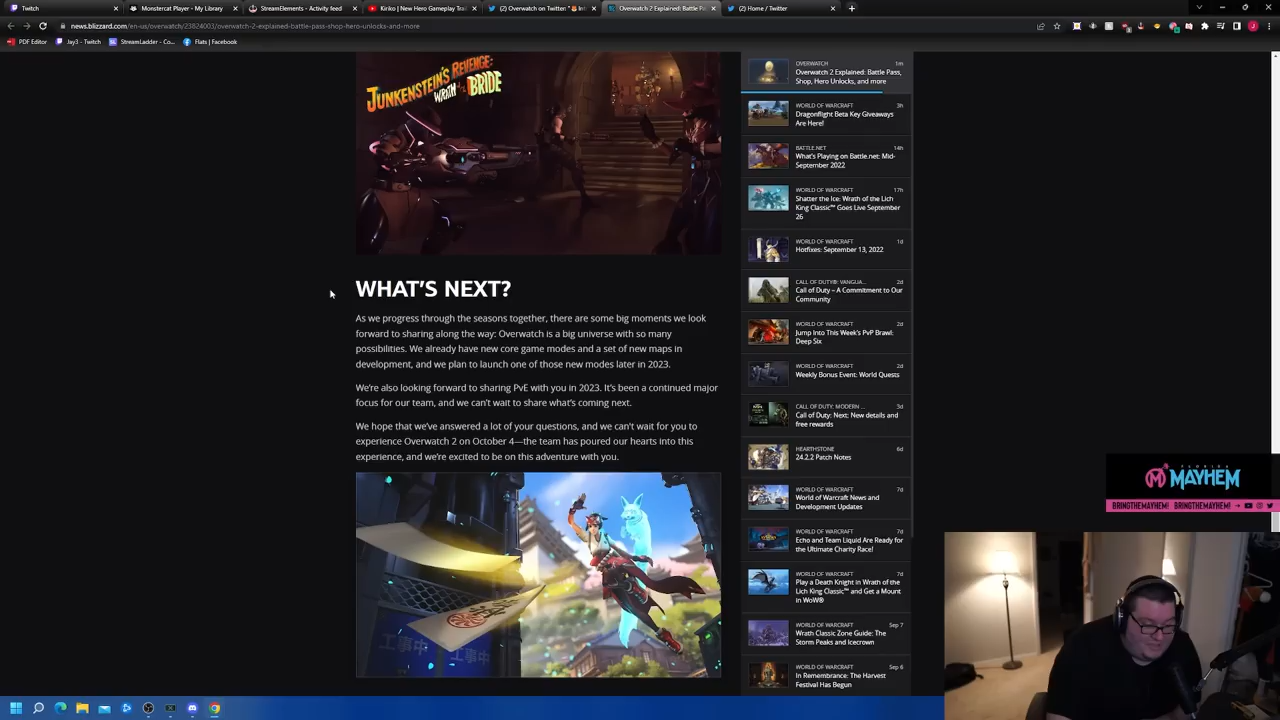 Twitch
Monstercat Player - My Library
StreamElements - Activity feed
Kiriko | New Hero Gameplay Trai
(2) Overwatch on Twitter: "
Overwatch 2 Explained: Battle Pa
(2) Home / Twitter
news.blizzard.com/en-us/overwatch/23824003/overwatch-2-explained-battle-pass-shop-hero-unlocks-and-more
PDF Editor
Jay3 - Twitch
StreamLadder - Co...
Flats | Facebook
JUNKENSTEIN'S REVENGE:
WRATH of the BRIDE
WHAT'S NEXT?
As we progress through the seasons together, there are some big moments we look
forward to sharing along the way: Overwatch is a big universe with so many
possibilities. We already have new core game modes and a set of new maps in
development, and we plan to launch one of those new modes later in 2023.
We're also looking forward to sharing PvE with you in 2023. It's been a continued major
focus for our team, and we can't wait to share what's coming next.
We hope that we've answered a lot of your questions, and we can't wait for you to
experience Overwatch 2 on October 4—the team has poured our hearts into this
experience, and we're excited to be on this adventure with you.
工事中
OVERWATCH 1m
Overwatch 2 Explained: Battle Pass,
Shop, Hero Unlocks, and more
WORLD OF WARCRAFT 3h
Dragonflight Beta Key Giveaways
Are Here!
BATTLE.NET 14h
What's Playing on Battle.net: Mid-
September 2022
WORLD OF WARCRAFT 17h
Shatter the Ice: Wrath of the Lich
King Classic™ Goes Live September
26
WORLD OF WARCRAFT 1d
Hotfixes: September 13, 2022
CALL OF DUTY®: VANGUA... 2d
Call of Duty – A Commitment to Our
Community
WORLD OF WARCRAFT 2d
Jump Into This Week's PvP Brawl:
Deep Six
WORLD OF WARCRAFT 2d
Weekly Bonus Event: World Quests
CALL OF DUTY: MODERN ... 3d
Call of Duty: Next: New details and
free rewards
HEARTHSTONE 6d
24.2.2 Patch Notes
WORLD OF WARCRAFT 7d
World of Warcraft News and
Development Updates
WORLD OF WARCRAFT 7d
Echo and Team Liquid Are Ready for
the Ultimate Charity Race!
WORLD OF WARCRAFT 7d
Play a Death Knight in Wrath of the
Lich King Classic™ and Get a Mount
in WoW®
WORLD OF WARCRAFT Sep 7
Wrath Classic Zone Guide: The
Storm Peaks and Icecrown
WORLD OF WARCRAFT Sep 6
In Remembrance: The Harvest
Festival Has Begun
FLORIDA
MAYHEM
BRINGTHEMAYHEM! BRINGTHEMAYHEM!